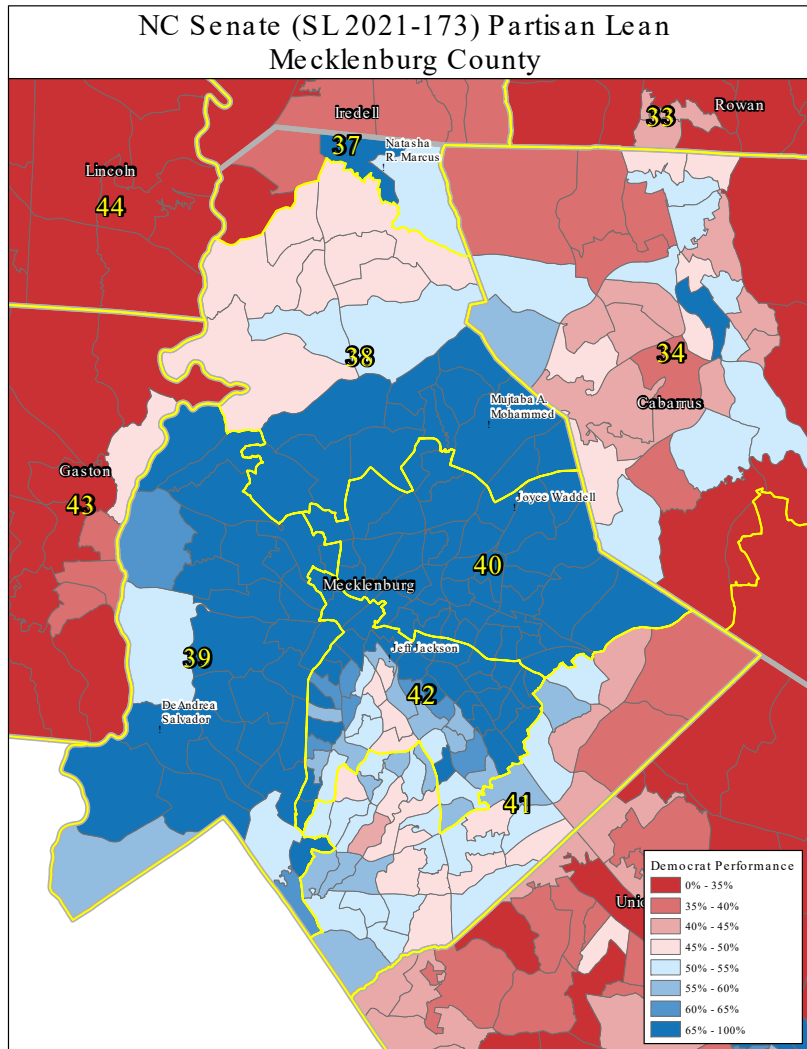 NC Senate (SL 2021-173) Partisan Lean
Mecklenburg County
Iredell
Rowan
33
37
Natasha
R. Marcus
Lincoln
44
38
34
Cabarrus
Mujtaba A.
Mohammed
Gaston
43
Joyce Waddell
40
Mecklenburg
Jeff Jackson
39
42
DeAndrea
Salvador
41
Democrat Performance
0% - 35%
35% - 40%
40% - 45%
45% - 50%
50% - 55%
55% - 60%
60% - 65%
65% - 100%
Unio